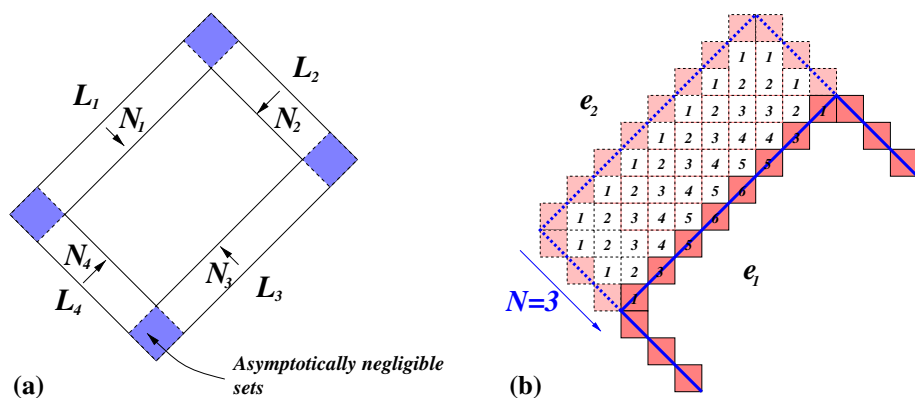 L1
N1
L2
N2
N4
L4
N3
L3
Asymptotically negligible
sets
(a)
e2
1 1
1 2 2 1
1 2 3 3 2 1
1 2 3 4 4 3
1 2 3 4 5 5
1 2 3 4 5 6
1 2 3 4 5 6
1 2 3 4 5
1 2 3
1
e1
N=3
(b)